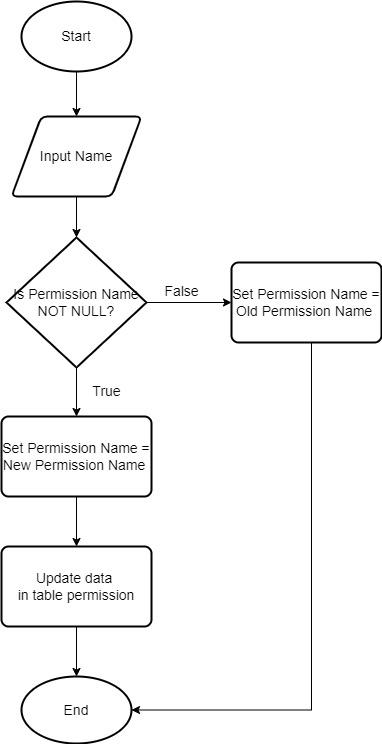 Start
Input Name
Is Permission Name
NOT NULL?
False
Set Permission Name =
Old Permission Name
True
Set Permission Name =
New Permission Name
Update data
in table permission
End